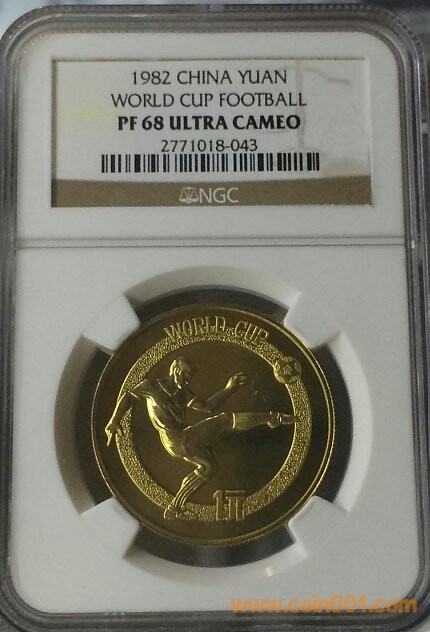 1982 CHINA YUAN
WORLD CUP FOOTBALL
PF 68 ULTRA CAMEO
2771018-043
NGC
WORLD CUP
1元
www.coin001.com